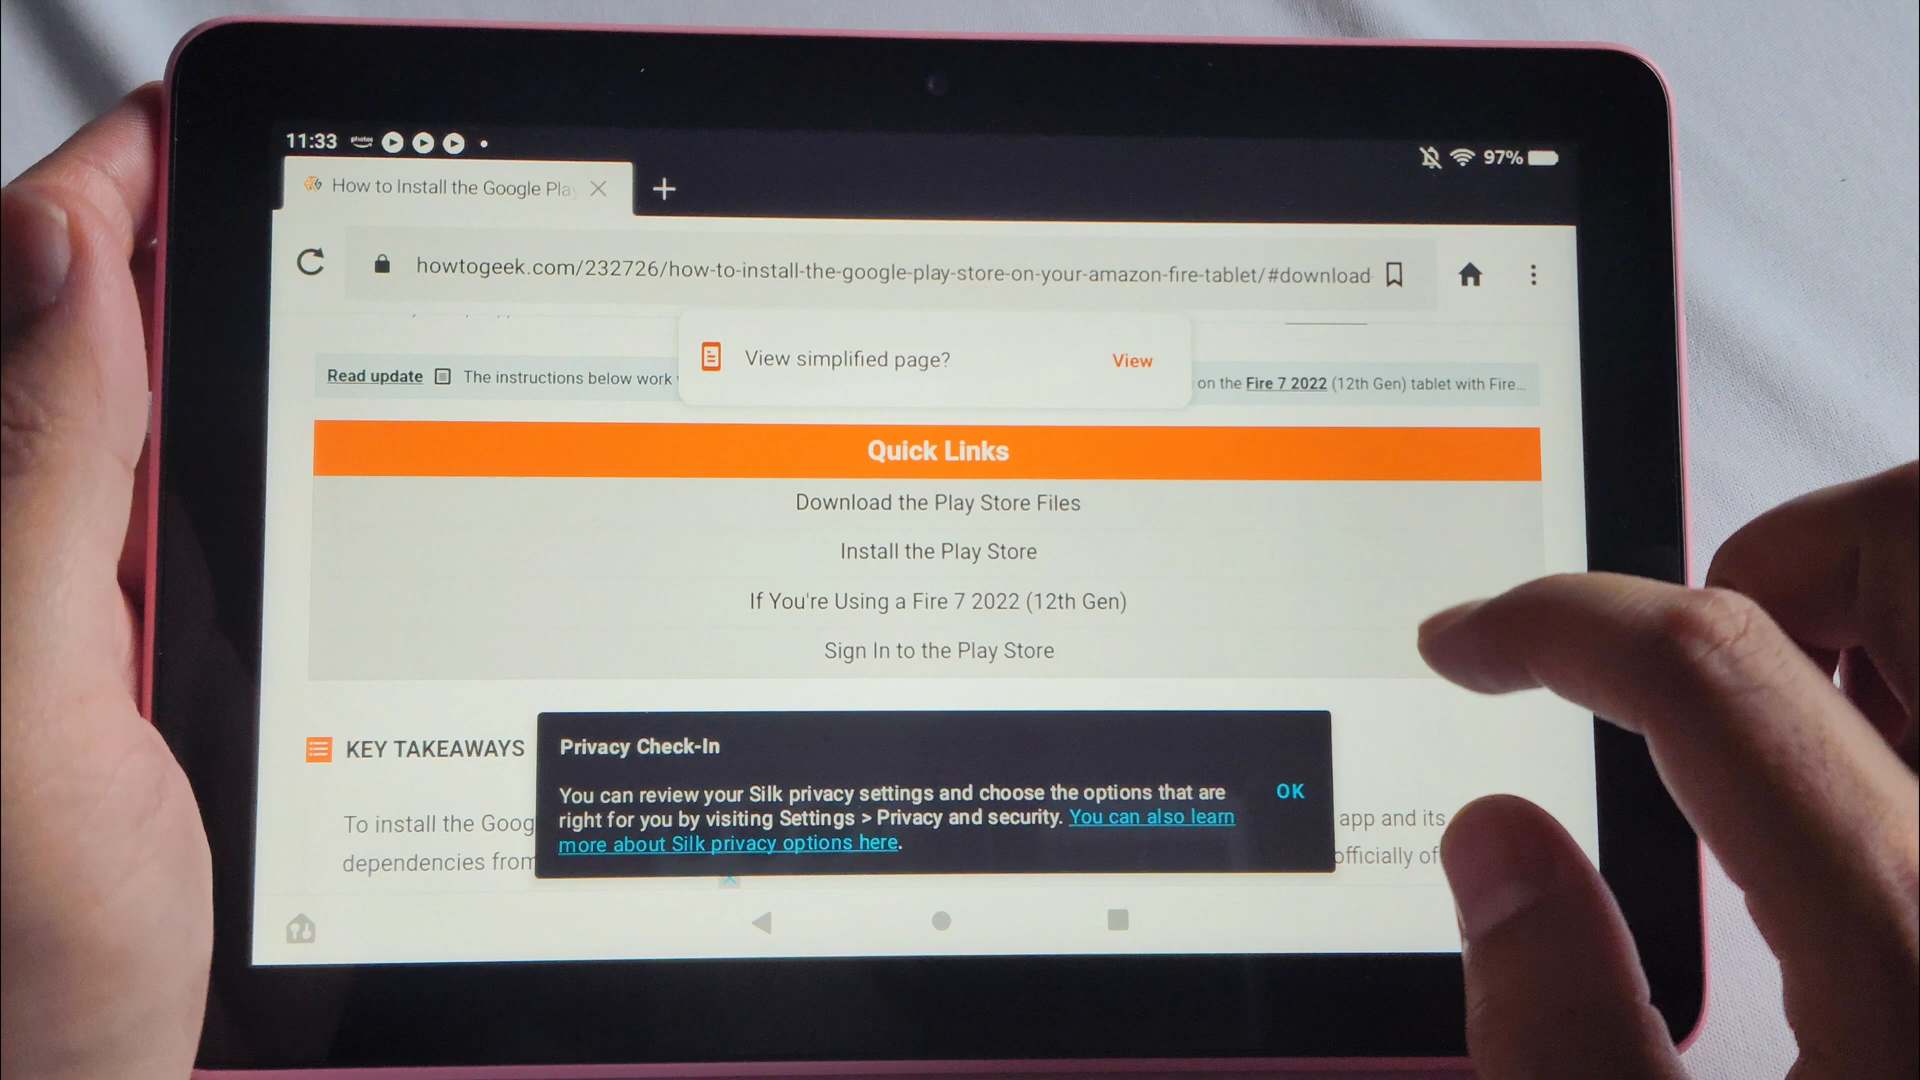 11:33 photos 97%
How to Install the Google Pla
howtogeek.com/232726/how-to-install-the-google-play-store-on-your-amazon-fire-tablet/#download
View simplified page? View
Read update The instructions below work on the Fire 7 2022 (12th Gen) tablet with Fire...
Quick Links
Download the Play Store Files
Install the Play Store
If You're Using a Fire 7 2022 (12th Gen)
Sign In to the Play Store
KEY TAKEAWAYS
Privacy Check-In
You can review your Silk privacy settings and choose the options that are
right for you by visiting Settings > Privacy and security. You can also learn
more about Silk privacy options here.
OK
To install the Goog app and its
dependencies from officially of